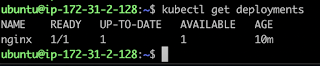 ubuntu@ip-172-31-2-128:~$ kubectl get deployments
NAME READY UP-TO-DATE AVAILABLE AGE
nginx 1/1 1 1 10m
ubuntu@ip-172-31-2-128:~$